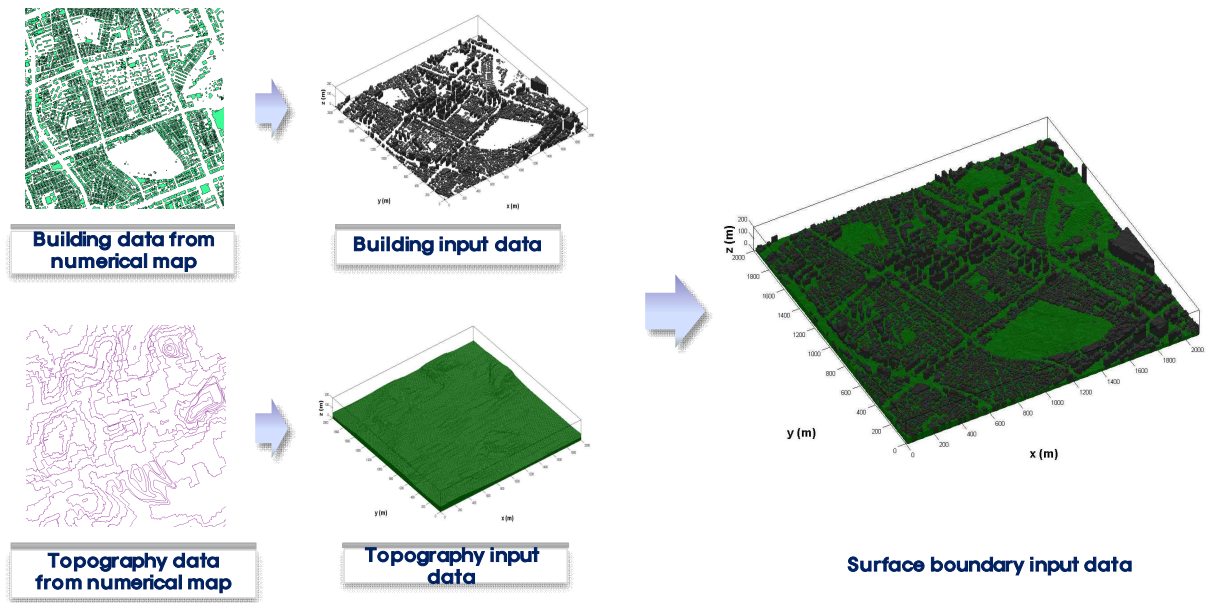 Building data from
numerical map
z (m)
y (m)
x (m)
Building input data
Topography data
from numerical map
z (m)
y (m)
x (m)
Topography input
data
200
100
0
z (m)
2000
1800
1600
1400
1200
1000
800
600
400
200
0
y (m)
0
200
400
600
800
1000
1200
1400
1600
1800
2000
x (m)
Surface boundary input data